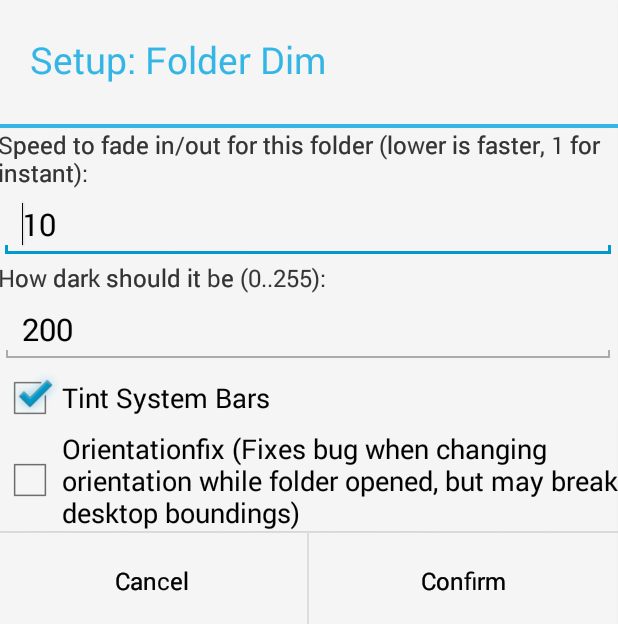 Setup: Folder Dim
Speed to fade in/out for this folder (lower is faster, 1 for
instant):
10
How dark should it be (0..255):
200
Tint System Bars
Orientationfix (Fixes bug when changing
orientation while folder opened, but may break
desktop boundings)
Cancel
Confirm